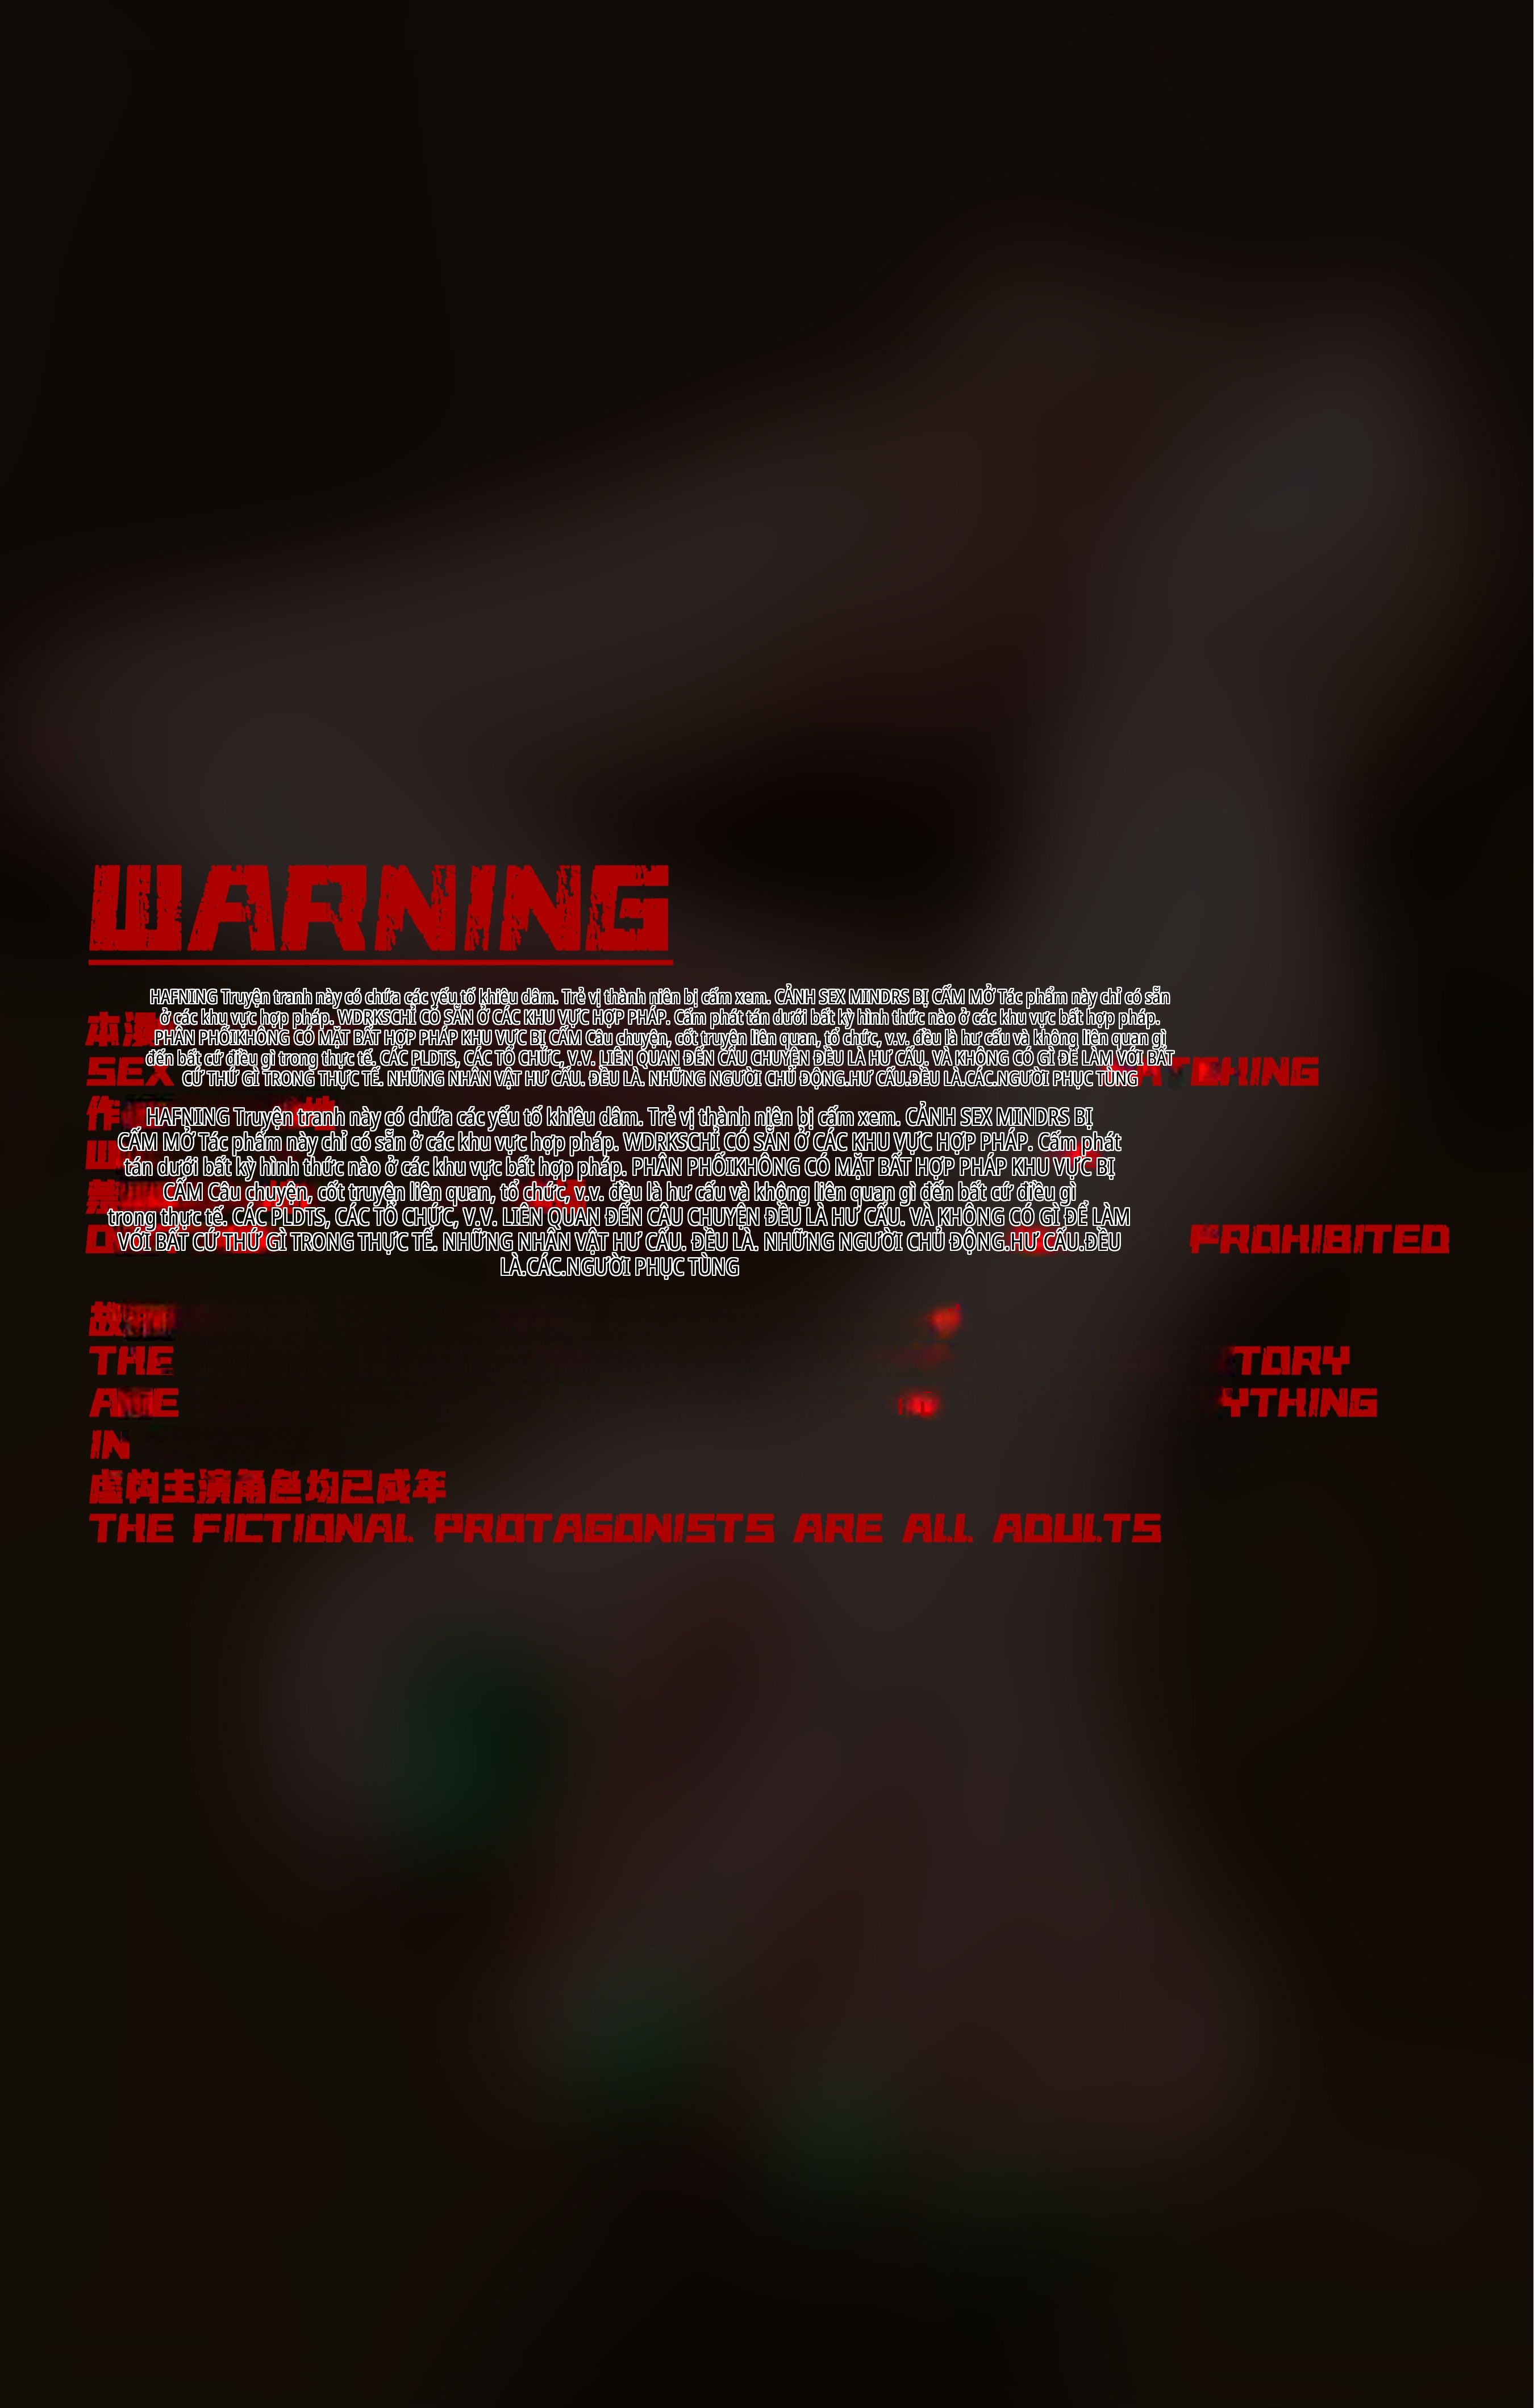 WARNING
HAFNING Truyện tranh này có chứa các yếu tố khiêu dâm. Trẻ vị thành niên bị cấm xem. CẢNH SEX MINDRS BỊ CẤM MỞ Tác phẩm này chỉ có sẵn
ở các khu vực hợp pháp. WDRKSCHỈ CÓ SẴN Ở CÁC KHU VỰC HỢP PHÁP. Cấm phát tán dưới bất kỳ hình thức nào ở các khu vực bất hợp pháp.
PHÂN PHỐIKHÔNG CÓ MẶT BẤT HỢP PHÁP KHU VỰC BỊ CẤM Câu chuyện, cốt truyện liên quan, tổ chức, v.v. đều là hư cấu và không liên quan gì
đến bất cứ điều gì trong thực tế. CÁC PLDTS, CÁC TỔ CHỨC, V.V. LIÊN QUAN ĐẾN CÂU CHUYỆN ĐỀU LÀ HƯ CẤU. VÀ KHÔNG CÓ GÌ ĐỂ LÀM VỚI BẤT
CỨ THỨ GÌ TRONG THỰC TẾ. NHỮNG NHÂN VẬT HƯ CẤU. ĐỀU LÀ. NHỮNG NGƯỜI CHỦ ĐỘNG.HƯ CẤU.ĐỀU LÀ.CÁC.NGƯỜI PHỤC TÙNG
本漫
SEX
作
HAFNING Truyện tranh này có chứa các yếu tố khiêu dâm. Trẻ vị thành niên bị cấm xem. CẢNH SEX MINDRS BỊ
CẤM MỞ Tác phẩm này chỉ có sẵn ở các khu vực hợp pháp. WDRKSCHỈ CÓ SẴN Ở CÁC KHU VỰC HỢP PHÁP. Cấm phát
tán dưới bất kỳ hình thức nào ở các khu vực bất hợp pháp. PHÂN PHỐIKHÔNG CÓ MẶT BẤT HỢP PHÁP KHU VỰC BỊ
CẤM Câu chuyện, cốt truyện liên quan, tổ chức, v.v. đều là hư cấu và không liên quan gì đến bất cứ điều gì
trong thực tế. CÁC PLDTS, CÁC TỔ CHỨC, V.V. LIÊN QUAN ĐẾN CÂU CHUYỆN ĐỀU LÀ HƯ CẤU. VÀ KHÔNG CÓ GÌ ĐỂ LÀM
VỚI BẤT CỨ THỨ GÌ TRONG THỰC TẾ. NHỮNG NHÂN VẬT HƯ CẤU. ĐỀU LÀ. NHỮNG NGƯỜI CHỦ ĐỘNG.HƯ CẤU.ĐỀU
LÀ.CÁC.NGƯỜI PHỤC TÙNG
PROHIBITED
故
THE TORY
ARE YTHING
IN
虚构主演角色均已成年
THE FICTIONAL PROTAGONISTS ARE ALL ADULTS